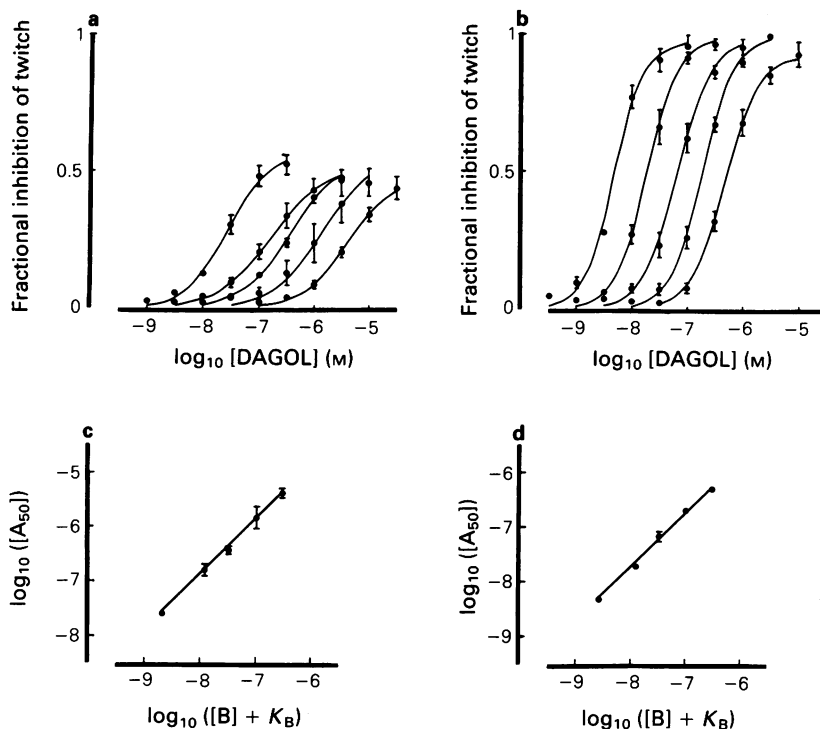 a
Fractional inhibition of twitch
1
0.5
0
−9 −8 −7 −6 −5
log10 [DAGOL] (M)
b
Fractional inhibition of twitch
1
0.5
0
−9 −8 −7 −6 −5
log10 [DAGOL] (M)
c
log10 ([A50])
−5
−6
−7
−8
−9 −8 −7 −6
log10 ([B] + KB)
d
log10 ([A50])
−6
−7
−8
−9
−9 −8 −7 −6
log10 ([B] + KB)